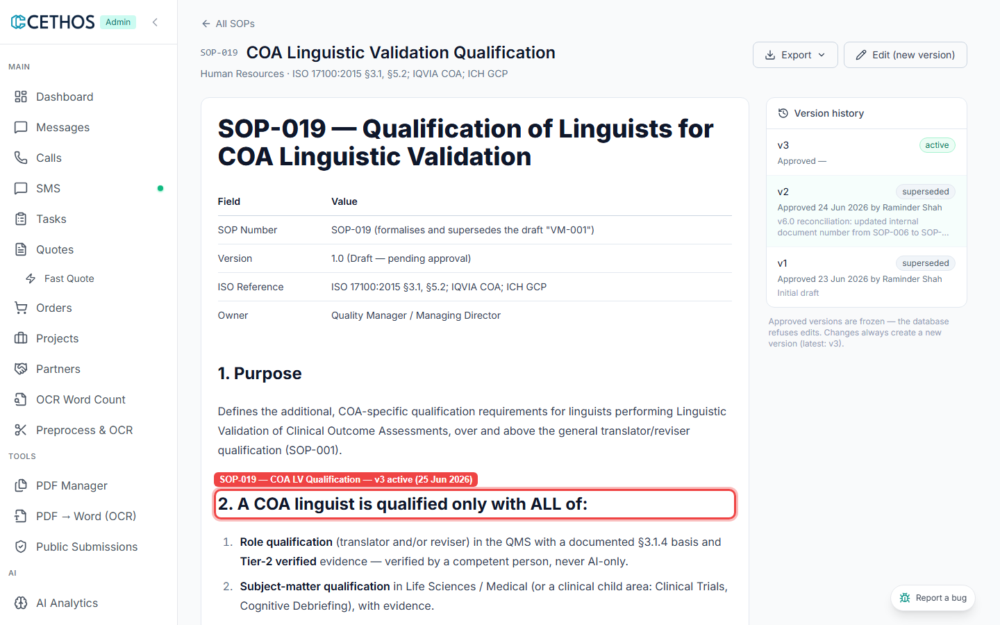 CETHOS Admin
MAIN
Dashboard
Messages
Calls
SMS
Tasks
Quotes
Fast Quote
Orders
Projects
Partners
OCR Word Count
Preprocess & OCR
TOOLS
PDF Manager
PDF → Word (OCR)
Public Submissions
AI
AI Analytics
All SOPs
SOP-019 COA Linguistic Validation Qualification
Human Resources · ISO 17100:2015 §3.1, §5.2; IQVIA COA; ICH GCP
Export
Edit (new version)
SOP-019 — Qualification of Linguists for
COA Linguistic Validation
Field Value
SOP Number SOP-019 (formalises and supersedes the draft "VM-001")
Version 1.0 (Draft — pending approval)
ISO Reference ISO 17100:2015 §3.1, §5.2; IQVIA COA; ICH GCP
Owner Quality Manager / Managing Director
1. Purpose
Defines the additional, COA-specific qualification requirements for linguists performing Linguistic
Validation of Clinical Outcome Assessments, over and above the general translator/reviser
qualification (SOP-001).
SOP-019 — COA LV Qualification — v3 active (25 Jun 2026)
2. A COA linguist is qualified only with ALL of:
1. Role qualification (translator and/or reviser) in the QMS with a documented §3.1.4 basis and
Tier-2 verified evidence — verified by a competent person, never AI-only.
2. Subject-matter qualification in Life Sciences / Medical (or a clinical child area: Clinical Trials,
Cognitive Debriefing), with evidence.
Version history
v3 active
Approved —
v2 superseded
Approved 24 Jun 2026 by Raminder Shah
v6.0 reconciliation: updated internal
document number from SOP-006 to SOP-...
v1 superseded
Approved 23 Jun 2026 by Raminder Shah
Initial draft
Approved versions are frozen — the database
refuses edits. Changes always create a new
version (latest: v3).
Report a bug